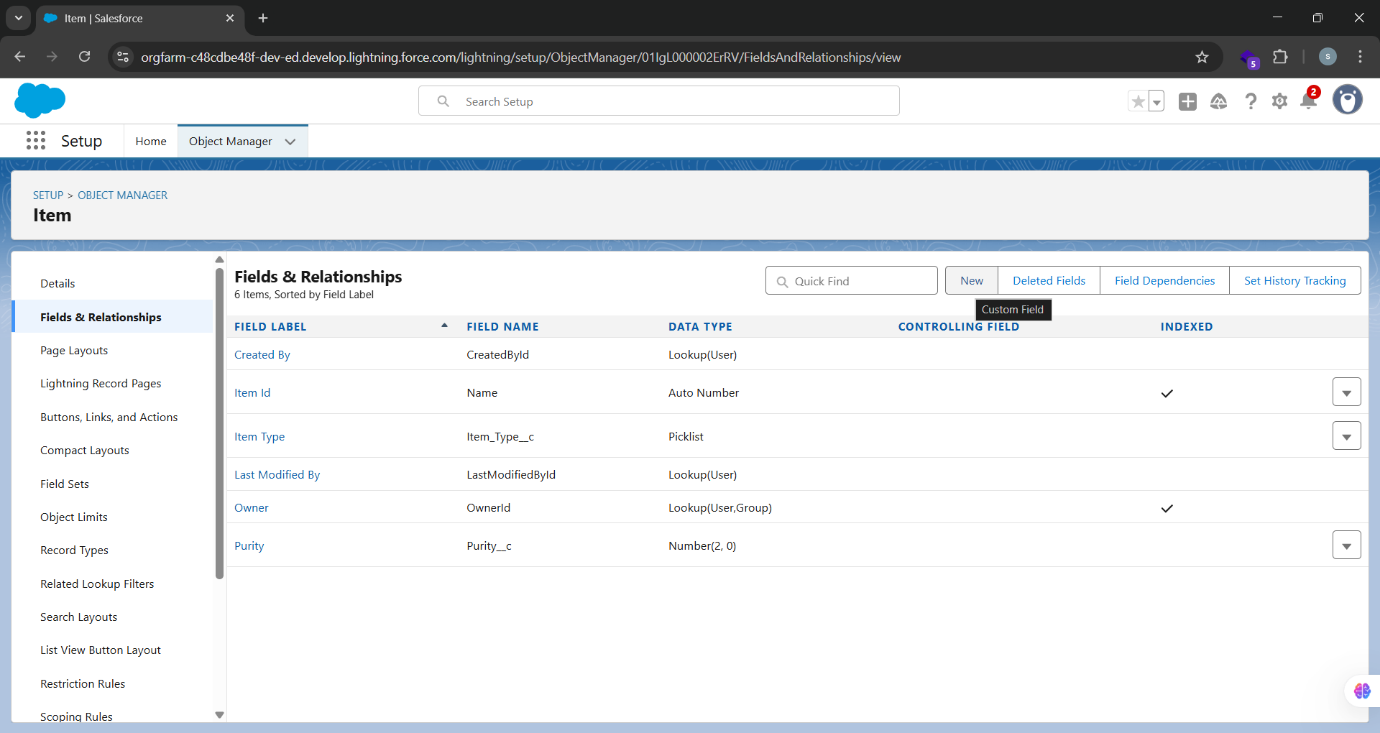 Item | Salesforce
orgfarm-c48cdbe48f-dev-ed.develop.lightning.force.com/lightning/setup/ObjectManager/01IgL000002ErRV/FieldsAndRelationships/view
5
S
Search Setup
2
Setup
Home
Object Manager
SETUP > OBJECT MANAGER
Item
Details
Fields & Relationships
Page Layouts
Lightning Record Pages
Buttons, Links, and Actions
Compact Layouts
Field Sets
Object Limits
Record Types
Related Lookup Filters
Search Layouts
List View Button Layout
Restriction Rules
Scoping Rules
Fields & Relationships
6 Items, Sorted by Field Label
Quick Find
New
Deleted Fields
Field Dependencies
Set History Tracking
Custom Field
FIELD LABEL FIELD NAME DATA TYPE CONTROLLING FIELD INDEXED
Created By CreatedById Lookup(User)
Item Id Name Auto Number
Item Type Item_Type__c Picklist
Last Modified By LastModifiedById Lookup(User)
Owner OwnerId Lookup(User,Group)
Purity Purity__c Number(2, 0)